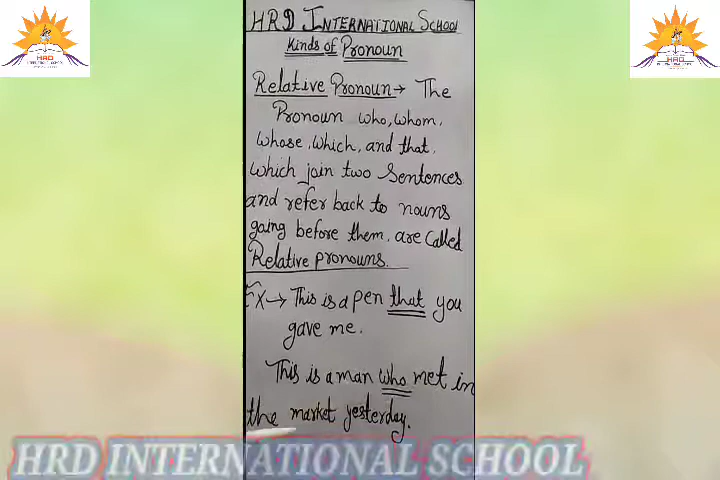 HRD INTERNATIONAL SCHOOL
Kinds of Pronoun
Relative Pronoun → The
Pronoun who, whom,
whose, which, and that,
which join two Sentences
and refer back to nouns
going before them, are called
Relative pronouns.
EX → This is a pen that you
gave me.
This is a man who met in
the market yesterday.
HRD
HRD
HRD INTERNATIONAL SCHOOL